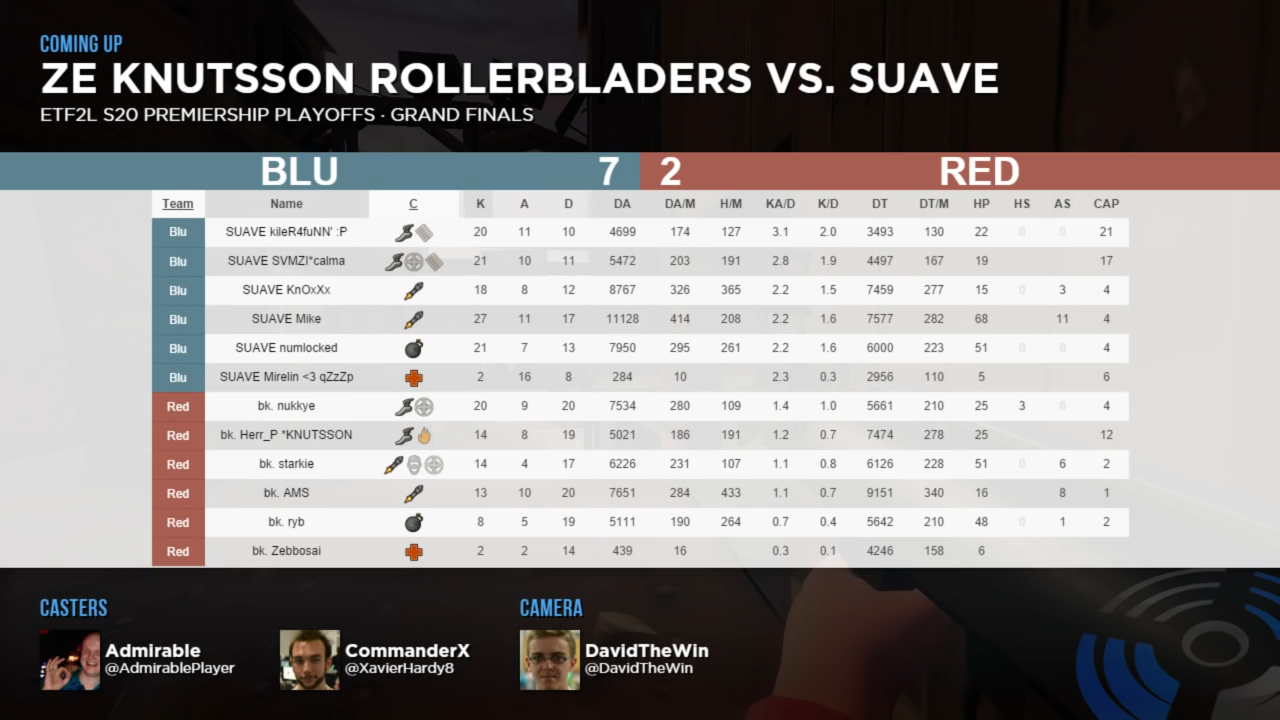 COMING UP
ZE KNUTSSON ROLLERBLADERS VS. SUAVE
ETF2L S20 PREMIERSHIP PLAYOFFS · GRAND FINALS
BLU 7 2 RED
Team Name C K A D DA DA/M H/M KA/D K/D DT DT/M HP HS AS CAP
Blu SUAVE kileR4fuNN' :P 20 11 10 4699 174 127 3.1 2.0 3493 130 22 0 0 21
Blu SUAVE SVMZI*calma 21 10 11 5472 203 191 2.8 1.9 4497 167 19 17
Blu SUAVE KnOxXx 18 8 12 8767 326 365 2.2 1.5 7459 277 15 0 3 4
Blu SUAVE Mike 27 11 17 11128 414 208 2.2 1.6 7577 282 68 11 4
Blu SUAVE numlocked 21 7 13 7950 295 261 2.2 1.6 6000 223 51 0 0 4
Blu SUAVE Mirelin <3 qZzZp 2 16 8 284 10 2.3 0.3 2956 110 5 6
Red bk. nukkye 20 9 20 7534 280 109 1.4 1.0 5661 210 25 3 0 4
Red bk. Herr_P *KNUTSSON 14 8 19 5021 186 191 1.2 0.7 7474 278 25 12
Red bk. starkie 14 4 17 6226 231 107 1.1 0.8 6126 228 51 0 6 2
Red bk. AMS 13 10 20 7651 284 433 1.1 0.7 9151 340 16 8 1
Red bk. ryb 8 5 19 5111 190 264 0.7 0.4 5642 210 48 0 1 2
Red bk. Zebbosai 2 2 14 439 16 0.3 0.1 4246 158 6
CASTERS
Admirable
@AdmirablePlayer
CommanderX
@XavierHardy8
CAMERA
DavidTheWin
@DavidTheWin